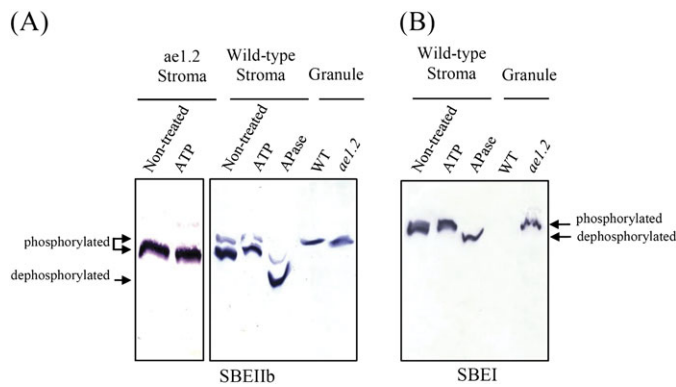 (A)
(B)
ae1.2 Stroma
Wild-type Stroma
Granule
Wild-type Stroma
Granule
Non-treated
ATP
Non-treated
ATP
APase
WT
ae1.2
Non-treated
ATP
APase
WT
ae1.2
phosphorylated
dephosphorylated
phosphorylated
dephosphorylated
SBEIIb
SBEI